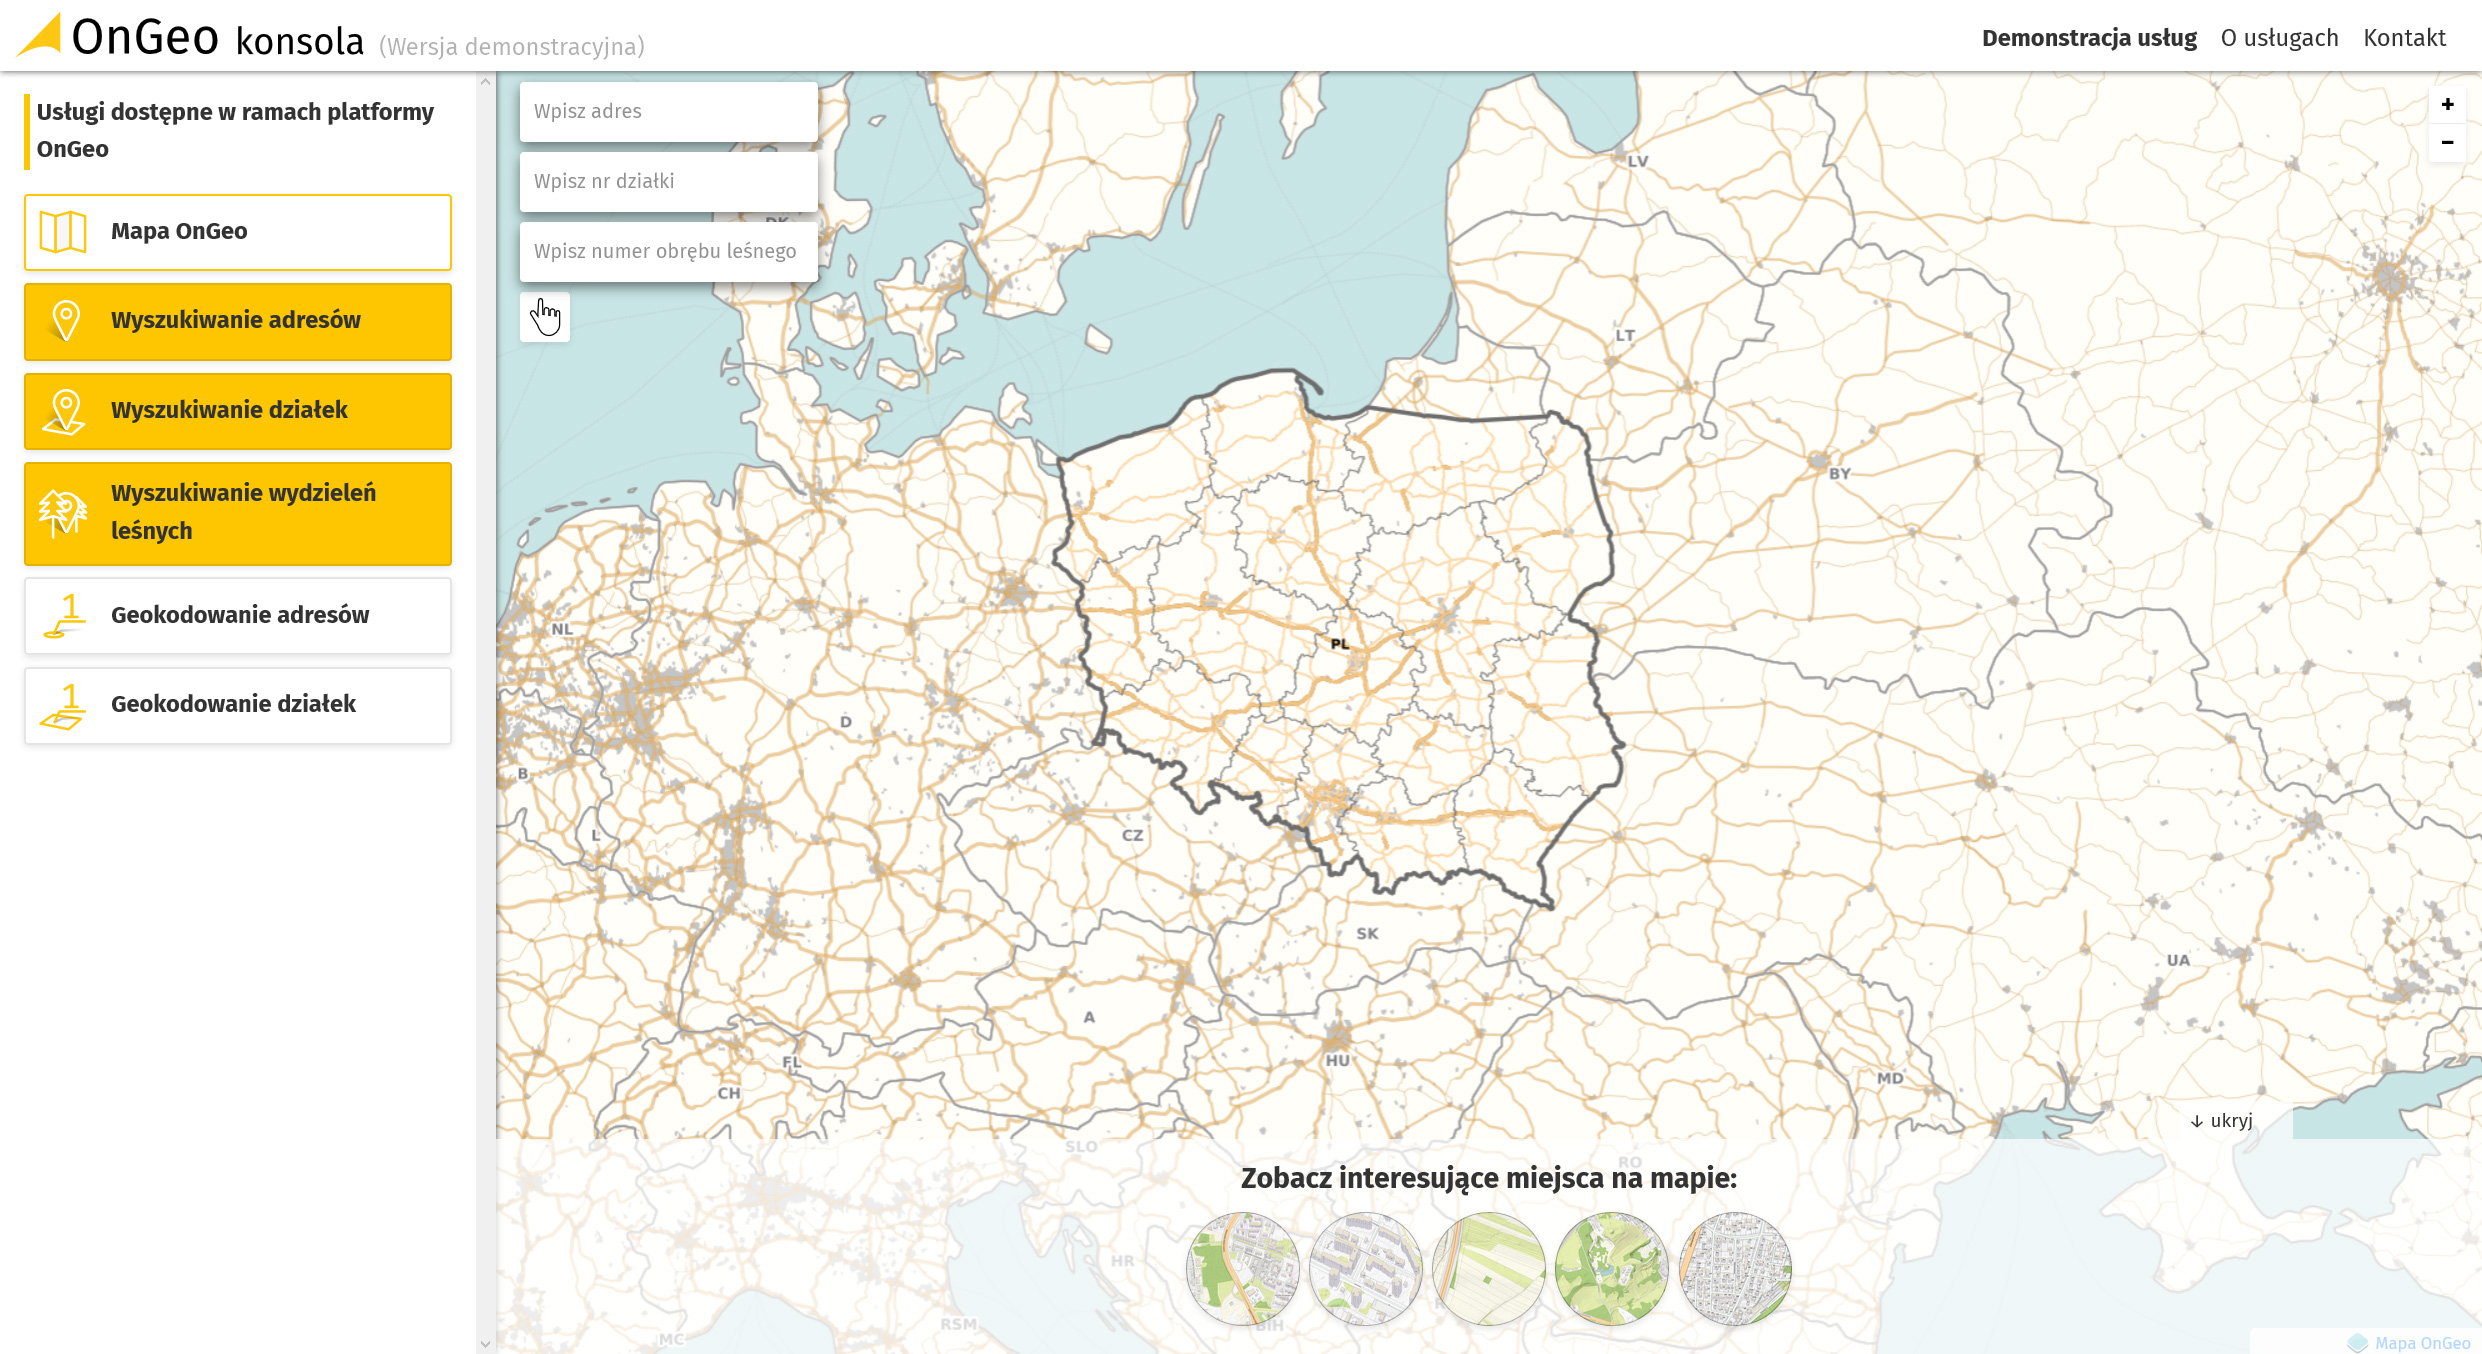 OnGeo konsola (Wersja demonstracyjna)
Demonstracja usług
O usługach
Kontakt
Usługi dostępne w ramach platformy
OnGeo
Mapa OnGeo
Wyszukiwanie adresów
Wyszukiwanie działek
Wyszukiwanie wydzieleń
leśnych
1
Geokodowanie adresów
1
Geokodowanie działek
Wpisz adres
Wpisz nr działki
Wpisz numer obrębu leśnego
+
−
DK
LV
LT
BY
NL
PL
D
B
L
CZ
SK
UA
A
HU
FL
CH
MD
↓ ukryj
SLO
RO
Zobacz interesujące miejsca na mapie:
HR
RSM
BIH
MC
Mapa OnGeo